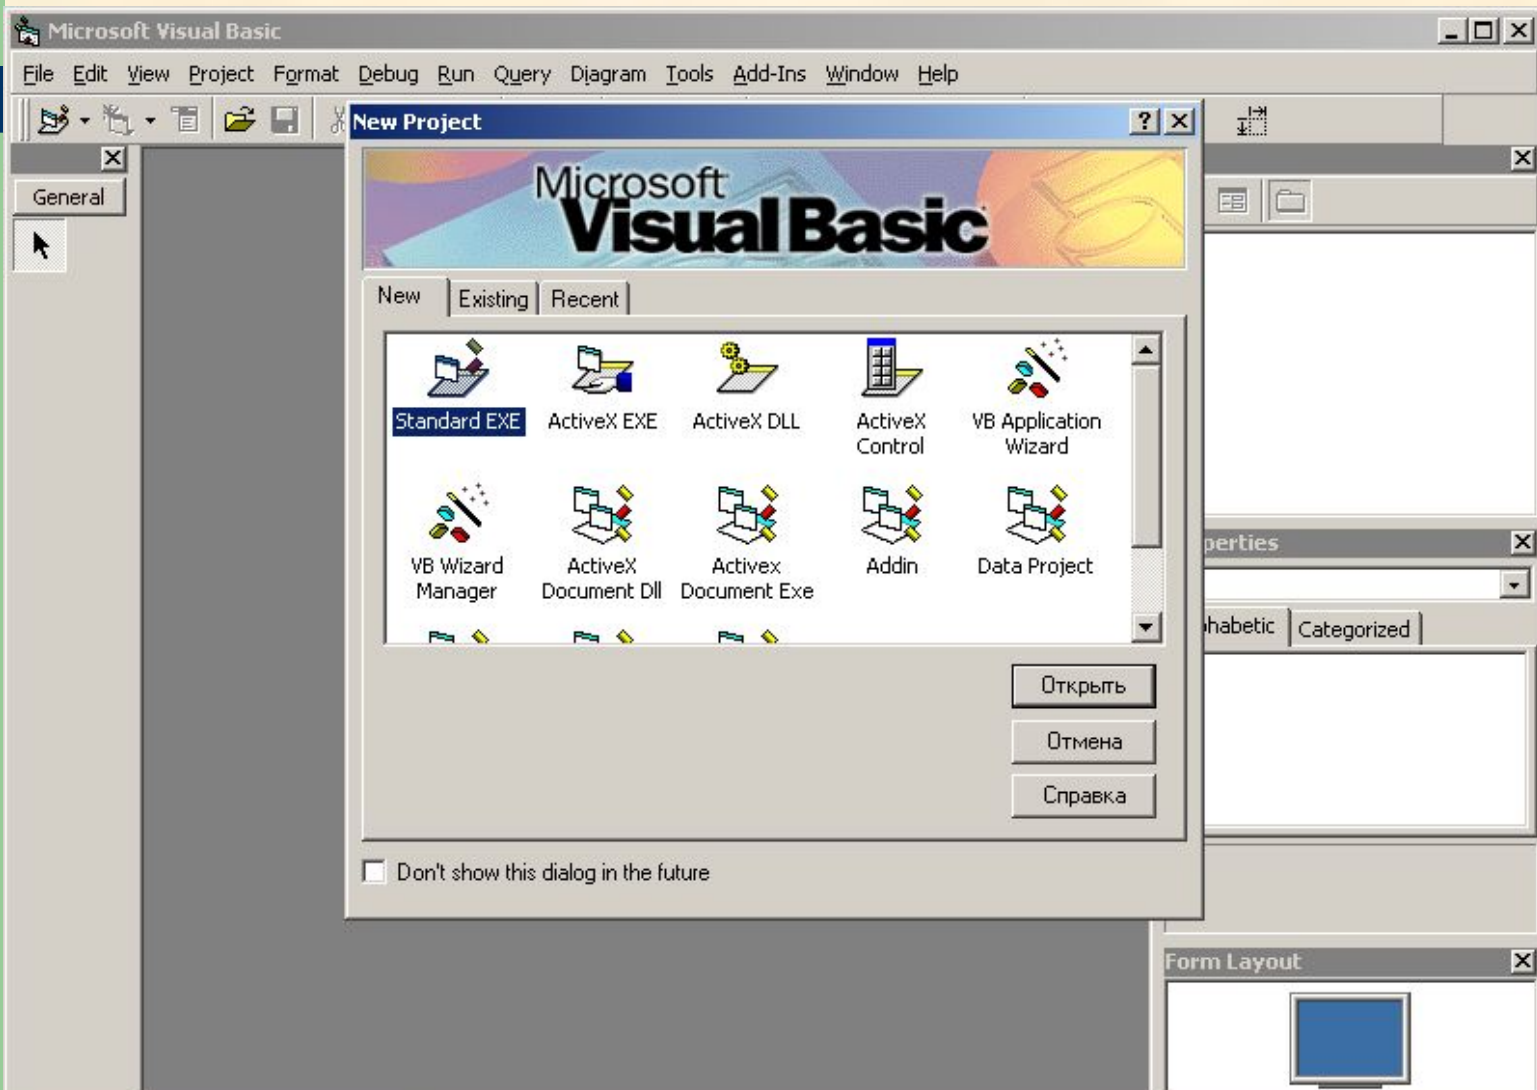 Microsoft Visual Basic
File Edit View Project Format Debug Run Query Diagram Tools Add-Ins Window Help
New Project
General
Microsoft
Visual Basic
New Existing Recent
Standard EXE ActiveX EXE ActiveX DLL ActiveX Control VB Application Wizard
VB Wizard Manager ActiveX Document Dll Activex Document Exe Addin Data Project
perties
habetic Categorized
Открыть
Отмена
Справка
Don't show this dialog in the future
Form Layout